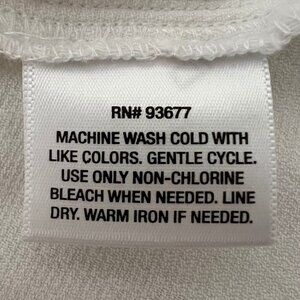 RN# 93677
MACHINE WASH COLD WITH
LIKE COLORS. GENTLE CYCLE.
USE ONLY NON-CHLORINE
BLEACH WHEN NEEDED. LINE
DRY. WARM IRON IF NEEDED.